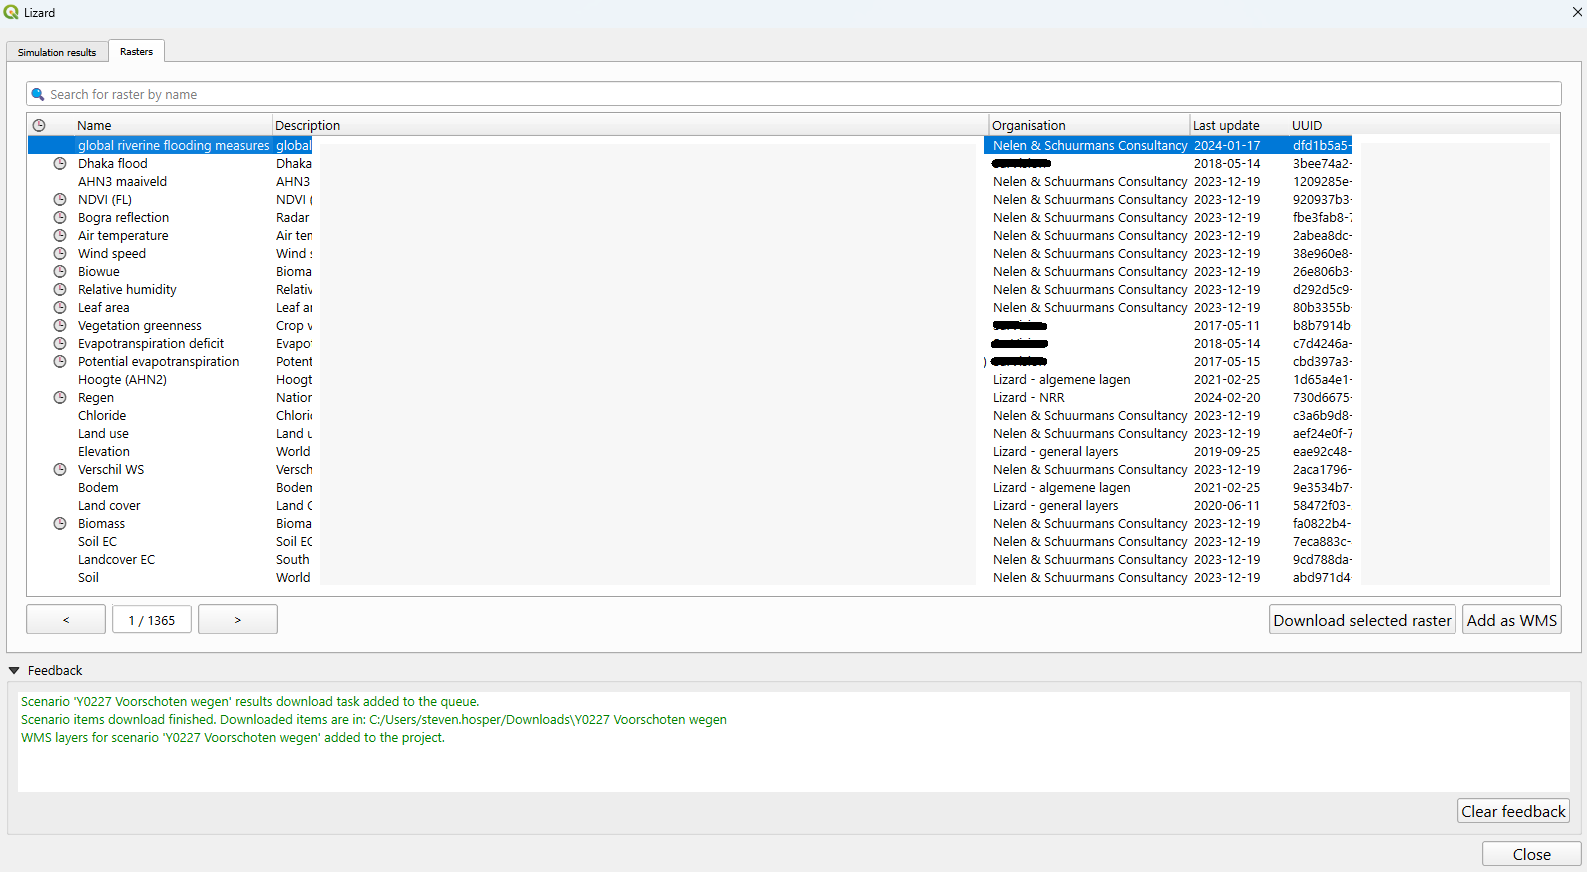 Lizard
Simulation results Rasters
Search for raster by name
Name Description Organisation Last update UUID
global riverine flooding measures global Nelen & Schuurmans Consultancy 2024-01-17 dfd1b5a5-
Dhaka flood Dhaka 2018-05-14 3bee74a2-
AHN3 maaiveld AHN3 Nelen & Schuurmans Consultancy 2023-12-19 1209285e-
NDVI (FL) NDVI ( Nelen & Schuurmans Consultancy 2023-12-19 920937b3-
Bogra reflection Radar Nelen & Schuurmans Consultancy 2023-12-19 fbe3fab8-7
Air temperature Air ter Nelen & Schuurmans Consultancy 2023-12-19 2abea8dc-
Wind speed Wind s Nelen & Schuurmans Consultancy 2023-12-19 38e960e8-
Biowue Bioma Nelen & Schuurmans Consultancy 2023-12-19 26e806b3-
Relative humidity Relativ Nelen & Schuurmans Consultancy 2023-12-19 d292d5c9-
Leaf area Leaf ar Nelen & Schuurmans Consultancy 2023-12-19 80b3355b-
Vegetation greenness Crop v 2017-05-11 b8b7914b
Evapotranspiration deficit Evapo 2018-05-14 c7d4246a-
Potential evapotranspiration Potent ) 2017-05-15 cbd397a3-
Hoogte (AHN2) Hoogt Lizard - algemene lagen 2021-02-25 1d65a4e1-
Regen Nation Lizard - NRR 2024-02-20 730d6675-
Chloride Chlori Nelen & Schuurmans Consultancy 2023-12-19 c3a6b9d8-
Land use Land u Nelen & Schuurmans Consultancy 2023-12-19 aef24e0f-7
Elevation World Lizard - general layers 2019-09-25 eae92c48-
Verschil WS Versch Nelen & Schuurmans Consultancy 2023-12-19 2aca1796-
Bodem Bodem Lizard - algemene lagen 2021-02-25 9e3534b7-
Land cover Land C Lizard - general layers 2020-06-11 58472f03-
Biomass Bioma Nelen & Schuurmans Consultancy 2023-12-19 fa0822b4-
Soil EC Soil EC Nelen & Schuurmans Consultancy 2023-12-19 7eca883c-
Landcover EC South Nelen & Schuurmans Consultancy 2023-12-19 9cd788da-
Soil World Nelen & Schuurmans Consultancy 2023-12-19 abd971d4
< 1 / 1365 > Download selected raster Add as WMS
Feedback
Scenario 'Y0227 Voorschoten wegen' results download task added to the queue.
Scenario items download finished. Downloaded items are in: C:/Users/steven.hosper/Downloads\Y0227 Voorschoten wegen
WMS layers for scenario 'Y0227 Voorschoten wegen' added to the project.
Clear feedback
Close